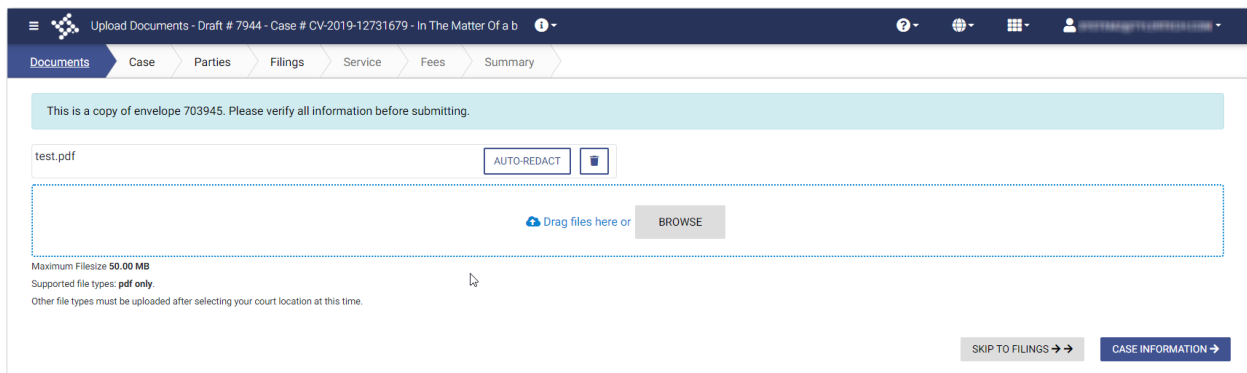 Upload Documents - Draft # 7944 - Case # CV-2019-12731679 - In The Matter Of a b
Documents Case Parties Filings Service Fees Summary
This is a copy of envelope 703945. Please verify all information before submitting.
test.pdf AUTO-REDACT
Drag files here or BROWSE
Maximum Filesize 50.00 MB
Supported file types: pdf only.
Other file types must be uploaded after selecting your court location at this time.
SKIP TO FILINGS CASE INFORMATION